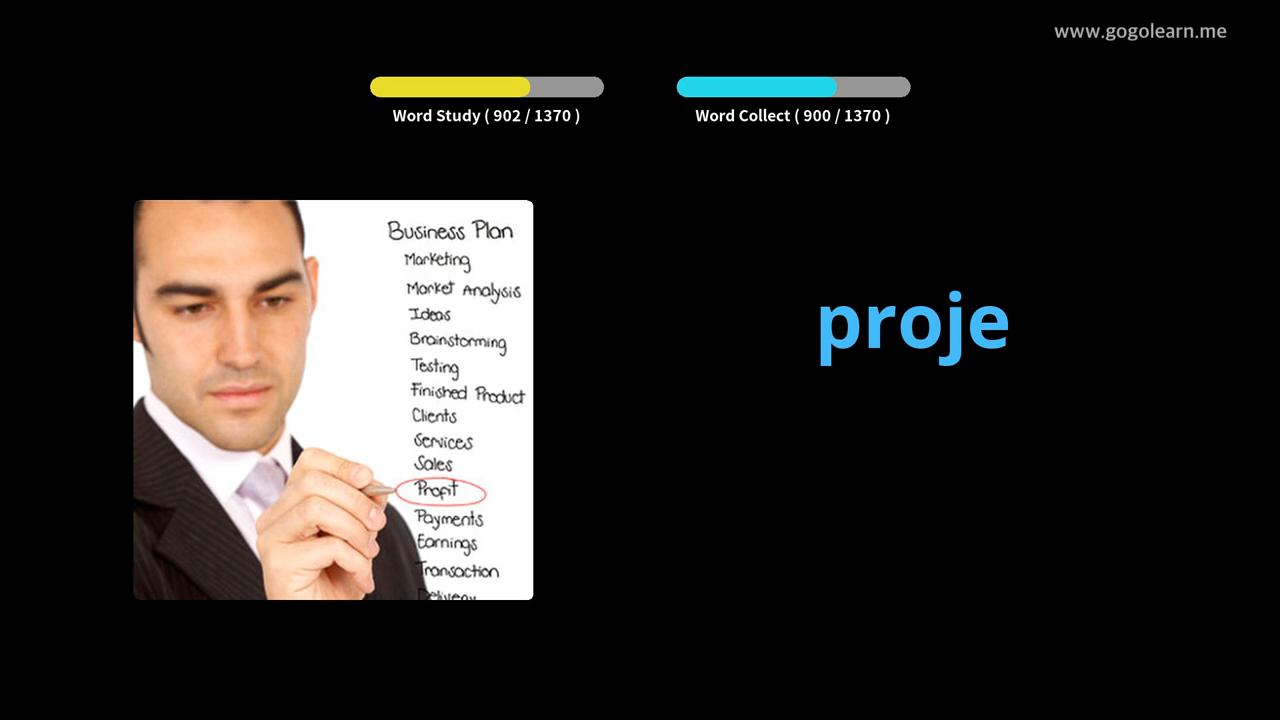 www.gogolearn.me
Word Study ( 902 / 1370 )
Word Collect ( 900 / 1370 )
Business Plan
Marketing
Market Analysis
Ideas
Brainstorming
Testing
Finished Product
Clients
Services
Sales
Profit
Payments
Earnings
Transaction
Delivery
proje